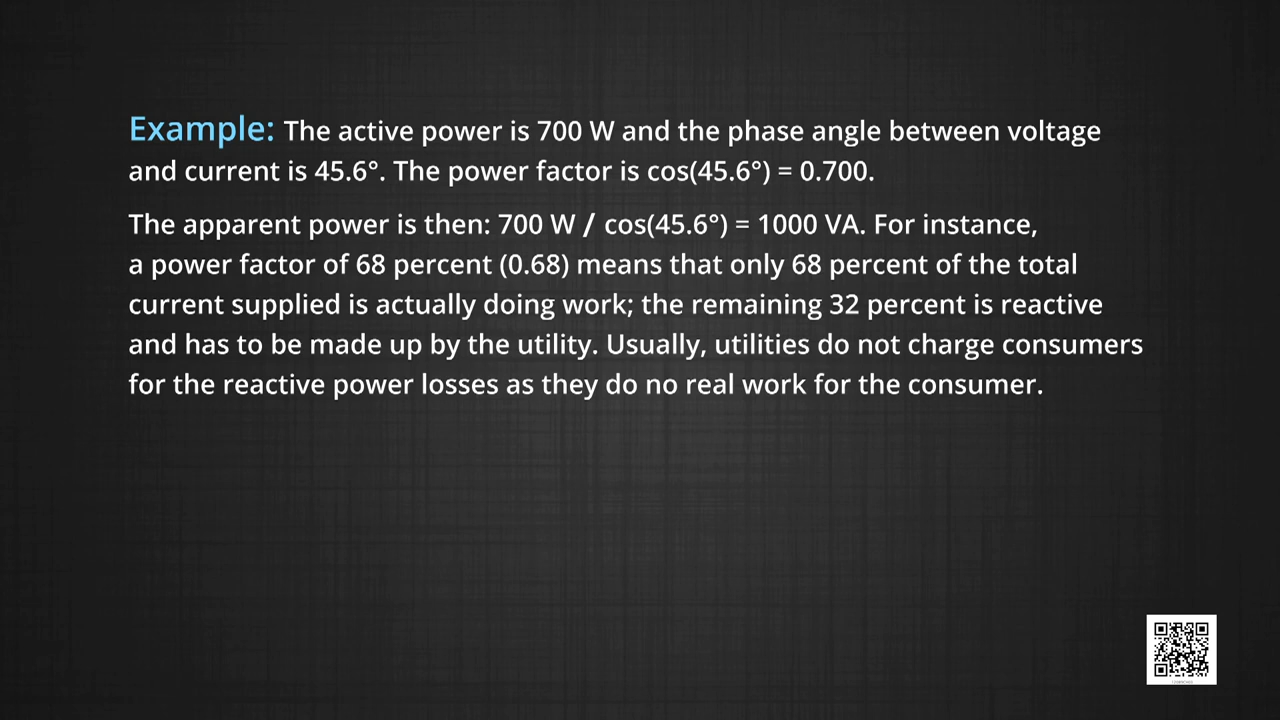 Example: The active power is 700 W and the phase angle between voltage
and current is 45.6°. The power factor is cos(45.6°) = 0.700.
The apparent power is then: 700 W / cos(45.6°) = 1000 VA. For instance,
a power factor of 68 percent (0.68) means that only 68 percent of the total
current supplied is actually doing work; the remaining 32 percent is reactive
and has to be made up by the utility. Usually, utilities do not charge consumers
for the reactive power losses as they do no real work for the consumer.